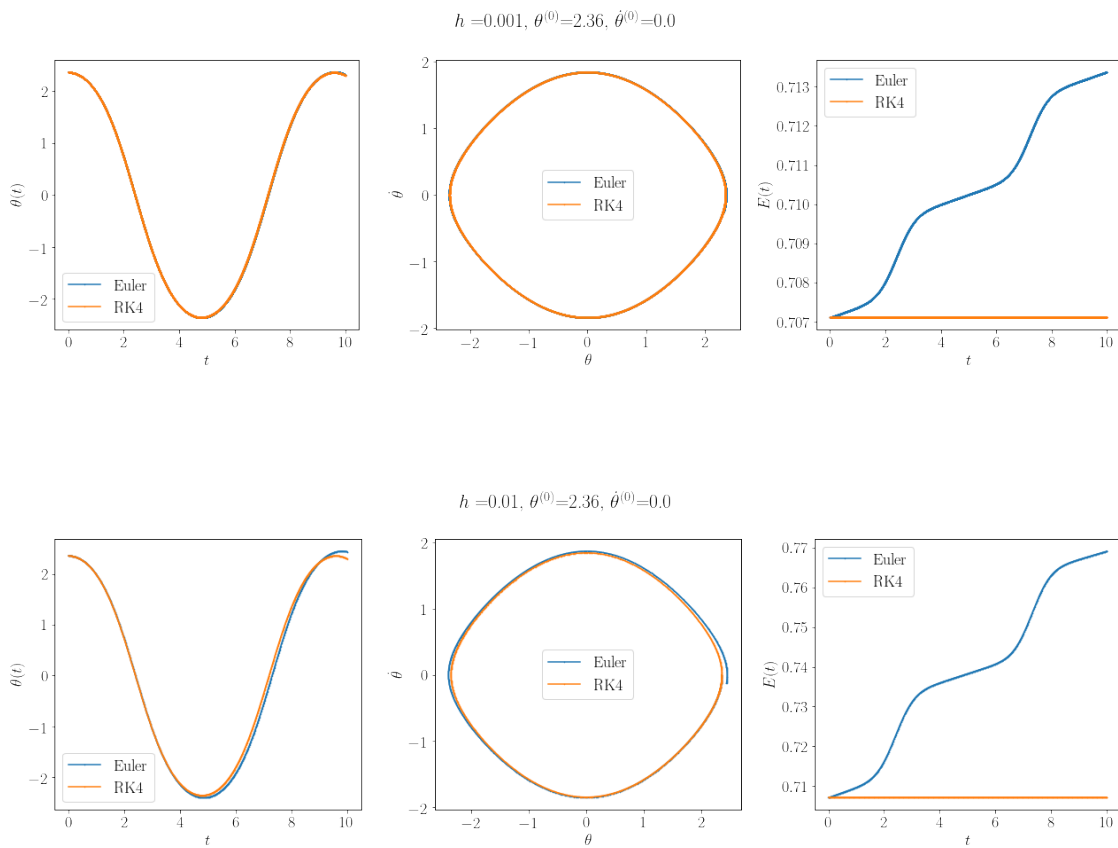 h =0.001, θ^(0)=2.36, θ̇^(0)=0.0
θ(t)
2
1
0
−1
−2
Euler
RK4
0 2 4 6 8 10
t
θ̇
2
1
0
−1
−2
Euler
RK4
−2 −1 0 1 2
θ
E(t)
0.713
0.712
0.711
0.710
0.709
0.708
0.707
Euler
RK4
0 2 4 6 8 10
t
h =0.01, θ^(0)=2.36, θ̇^(0)=0.0
θ(t)
2
1
0
−1
−2
Euler
RK4
0 2 4 6 8 10
t
θ̇
2
1
0
−1
−2
Euler
RK4
−2 −1 0 1 2
θ
E(t)
0.77
0.76
0.75
0.74
0.73
0.72
0.71
Euler
RK4
0 2 4 6 8 10
t